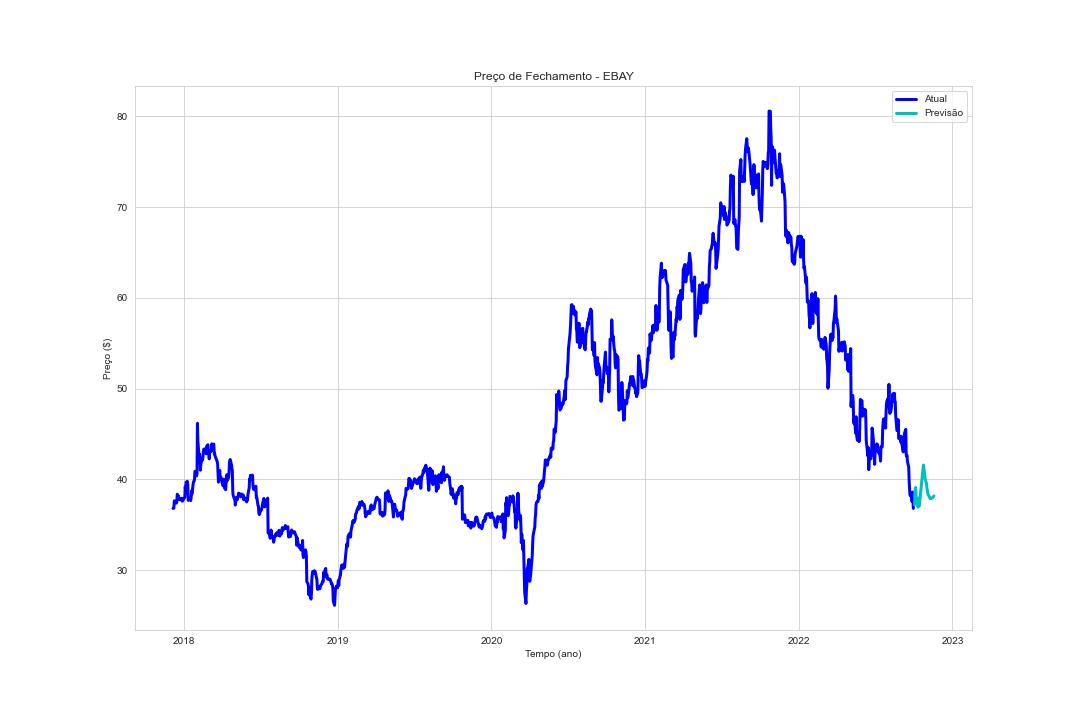 Preço de Fechamento - EBAY
Atual
Previsão
80
70
60
50
40
30
Preço ($)
2018 2019 2020 2021 2022 2023
Tempo (ano)